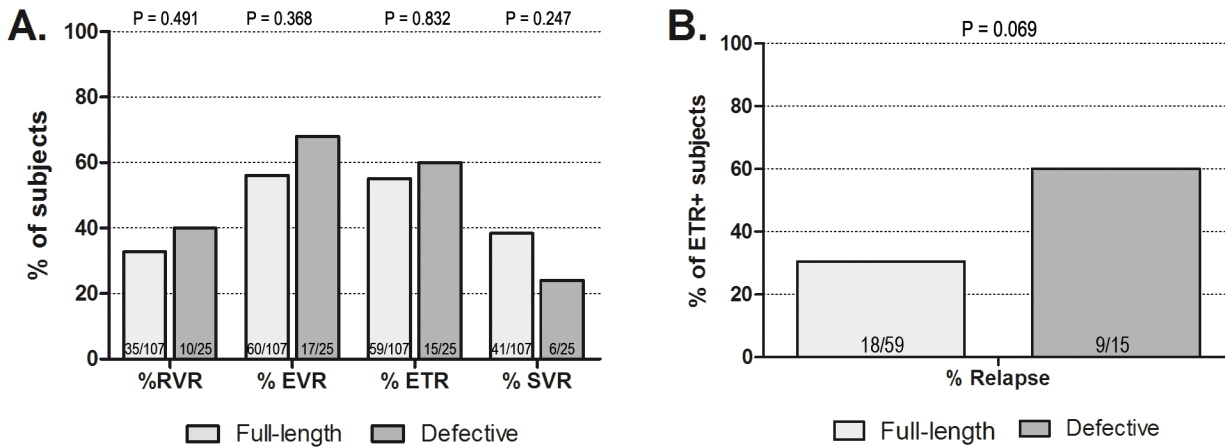 A.
P = 0.491 P = 0.368 P = 0.832 P = 0.247
% of subjects
100
80
60
40
20
0
35/107 10/25 60/107 17/25 59/107 15/25 41/107 6/25
%RVR % EVR % ETR % SVR
Full-length Defective
B.
P = 0.069
% of ETR+ subjects
100
80
60
40
20
0
18/59 9/15
% Relapse
Full-length Defective